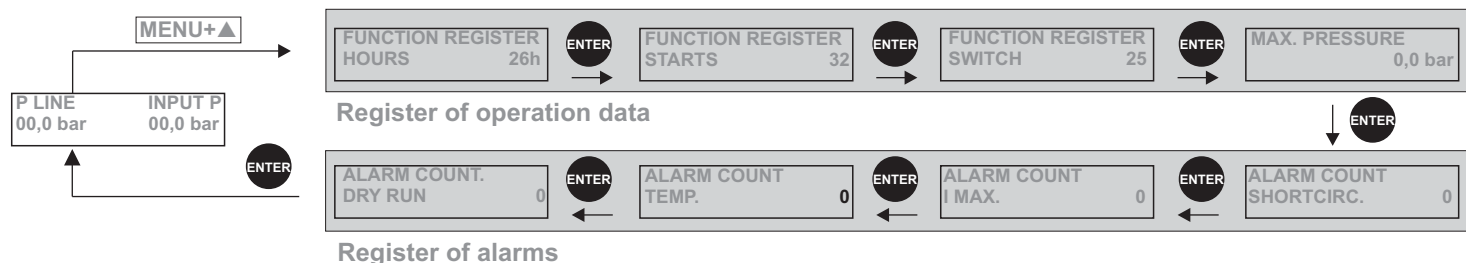 MENU+▲
P LINE INPUT P
00,0 bar 00,0 bar
FUNCTION REGISTER
HOURS 26h
ENTER
FUNCTION REGISTER
STARTS 32
ENTER
FUNCTION REGISTER
SWITCH 25
ENTER
MAX. PRESSURE
0,0 bar
Register of operation data
ENTER
ALARM COUNT
SHORTCIRC. 0
ENTER
ALARM COUNT
I MAX. 0
ENTER
ALARM COUNT
TEMP. 0
ENTER
ALARM COUNT.
DRY RUN 0
ENTER
Register of alarms